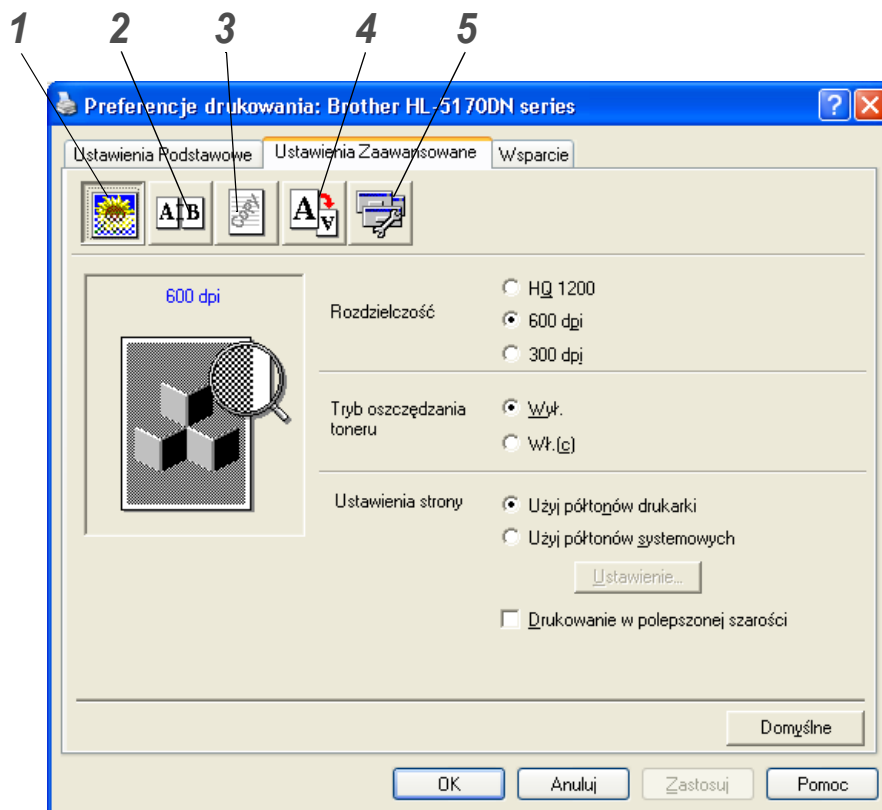 1 2 3 4 5
Preferencje drukowania: Brother HL-5170DN series
Ustawienia Podstawowe Ustawienia Zaawansowane Wsparcie
A B Copy A A
600 dpi
Rozdzielczość
HQ 1200
600 dpi
300 dpi
Tryb oszczędzania
toneru
Wył.
Wł.(c)
Ustawienia strony
Użyj półtonów drukarki
Użyj półtonów systemowych
Ustawienie...
Drukowanie w polepszonej szarości
Domyślne
OK Anuluj Zastosuj Pomoc